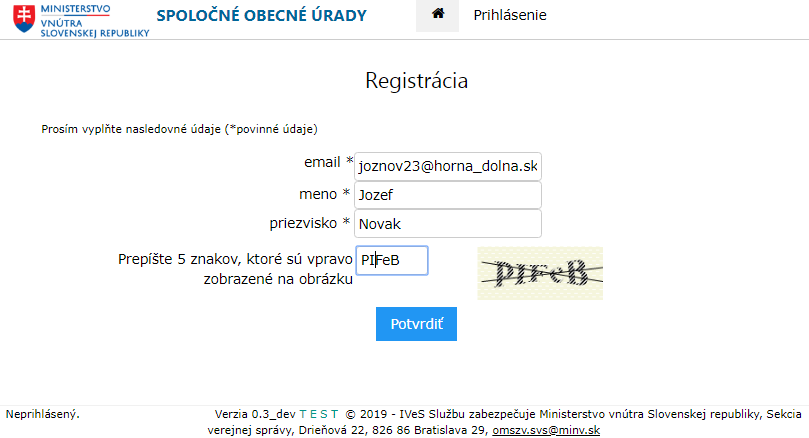 MINISTERSTVO
VNÚTRA
SLOVENSKEJ REPUBLIKY
SPOLOČNÉ OBECNÉ ÚRADY
Prihlásenie
Registrácia
Prosím vyplňte nasledovné údaje (*povinné údaje)
email * joznov23@horna_dolna.sk
meno * Jozef
priezvisko * Novak
Prepíšte 5 znakov, ktoré sú vpravo
zobrazené na obrázku
PIFeB
PIFeB
Potvrdiť
Neprihlásený.
Verzia 0.3_dev T E S T © 2019 - IVeS Službu zabezpečuje Ministerstvo vnútra Slovenskej republiky, Sekcia
verejnej správy, Drieňová 22, 826 86 Bratislava 29, omszv.svs@minv.sk